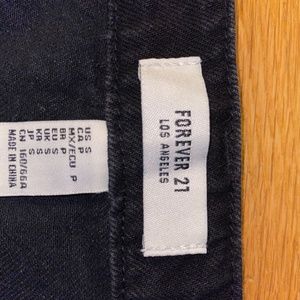 US S
CA P
MX/ECU P
BR P
EU S
UK S
KR S
JP S
CN 160/66A
MADE IN CHINA
FOREVER 21
LOS ANGELES